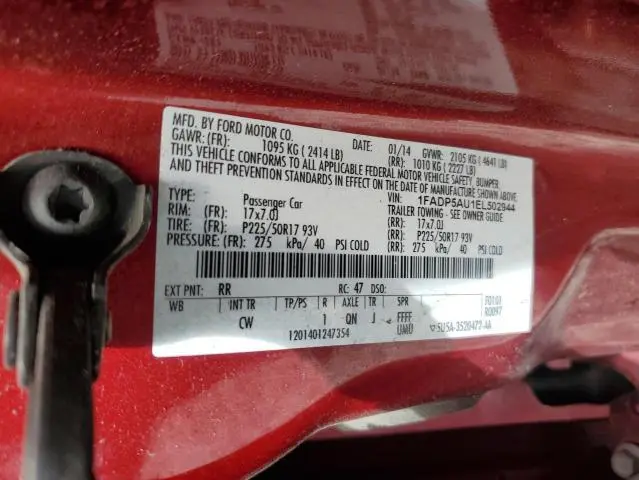 MFD. BY FORD MOTOR CO.
DATE: 01/14 GVWR: 2105 KG ( 4641 LB)
GAWR: (FR): 1095 KG ( 2414 LB) (RR): 1010 KG ( 2227 LB)
THIS VEHICLE CONFORMS TO ALL APPLICABLE FEDERAL MOTOR VEHICLE SAFETY, BUMPER,
AND THEFT PREVENTION STANDARDS IN EFFECT ON THE DATE OF MANUFACTURE SHOWN ABOVE.
VIN: 1FADP5AU1EL502944
TYPE: Passenger Car TRAILER TOWING - SEE OWNER GUIDE
RIM: (FR): 17x7.0J (RR): 17x7.0J
TIRE: (FR): P225/50R17 93V (RR): P225/50R17 93V
PRESSURE: (FR): 275 kPa/ 40 PSI COLD (RR): 275 kPa/ 40 PSI COLD
EXT PNT: RR RC: 47 DSO:
WB INT TR TP/PS R AXLE TR SPR
CW 1 QN J FFFF
UMO
1201401247354